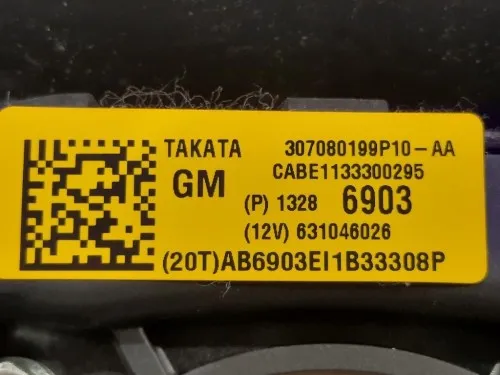 TAKATA 307080199P10-AA
GM CABE1133300295
(P) 1328 6903
(12V) 631046026
(20T)AB6903EI1B33308P